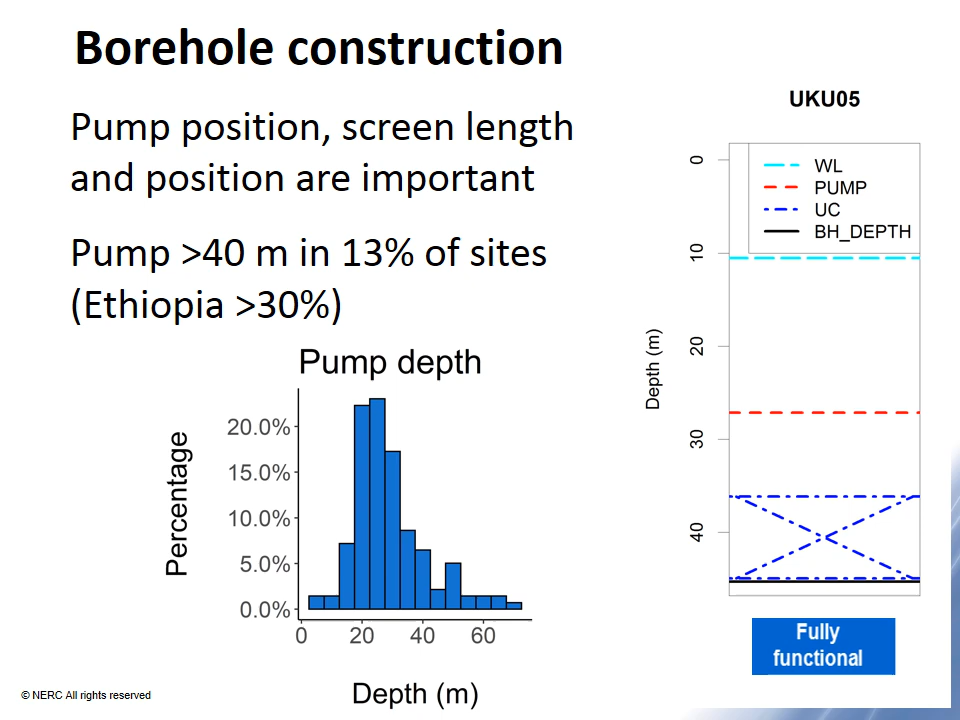 Borehole construction
Pump position, screen length
and position are important
Pump >40 m in 13% of sites
(Ethiopia >30%)
Pump depth
Percentage
20.0%
15.0%
10.0%
5.0%
0.0%
0 20 40 60
Depth (m)
UKU05
WL
PUMP
UC
BH_DEPTH
Depth (m)
0
10
20
30
40
Fully
functional
© NERC All rights reserved